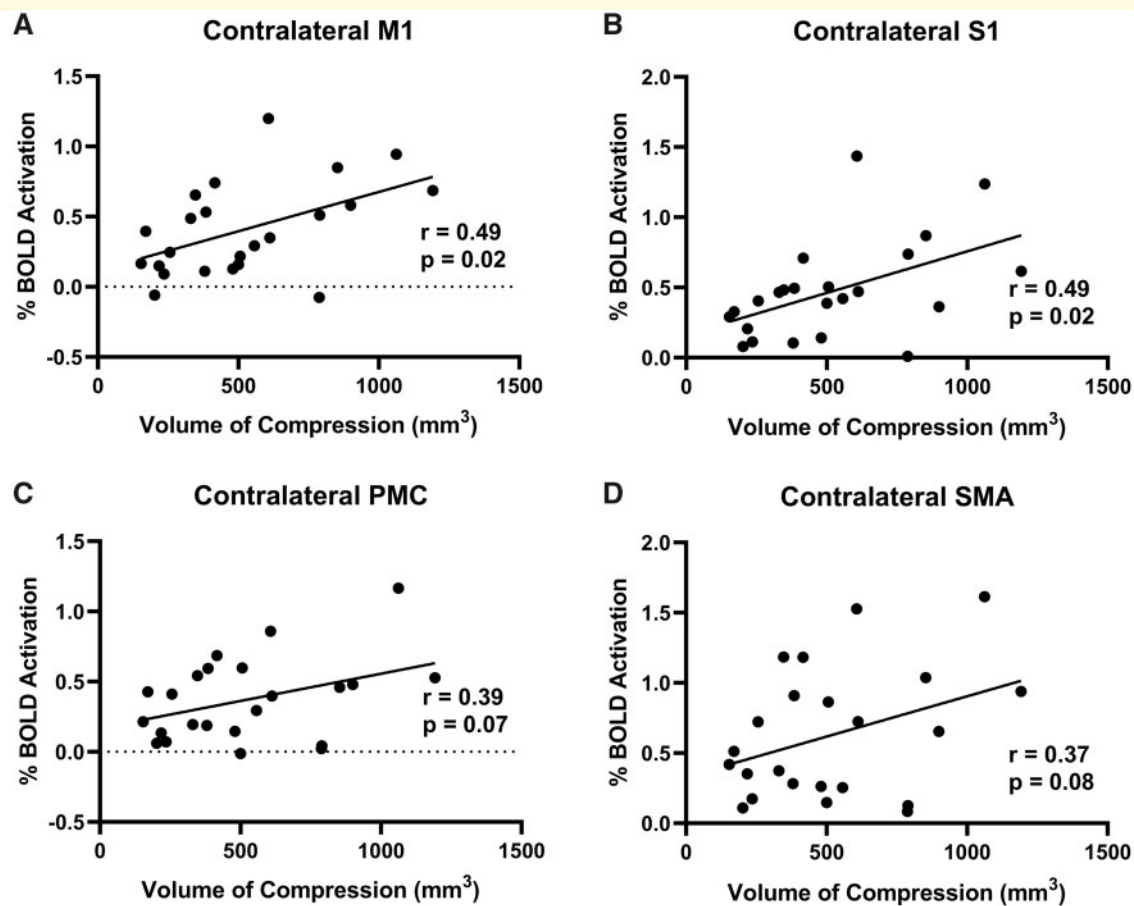 A
Contralateral M1
% BOLD Activation
1.5
1.0
0.5
0.0
-0.5
r = 0.49
p = 0.02
0
500
1000
1500
Volume of Compression (mm³)
B
Contralateral S1
% BOLD Activation
2.0
1.5
1.0
0.5
0.0
r = 0.49
p = 0.02
0
500
1000
1500
Volume of Compression (mm³)
C
Contralateral PMC
% BOLD Activation
1.5
1.0
0.5
0.0
-0.5
r = 0.39
p = 0.07
0
500
1000
1500
Volume of Compression (mm³)
D
Contralateral SMA
% BOLD Activation
2.0
1.5
1.0
0.5
0.0
r = 0.37
p = 0.08
0
500
1000
1500
Volume of Compression (mm³)